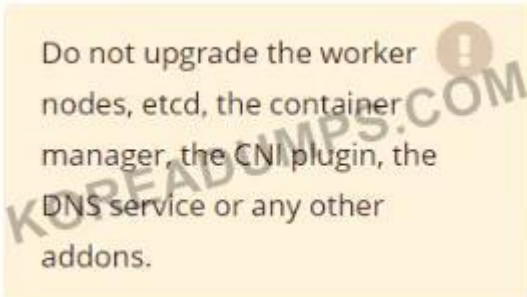 Do not upgrade the worker
nodes, etcd, the container
manager, the CNI plugin, the
DNS service or any other
addons.
KOREADUMPS.COM